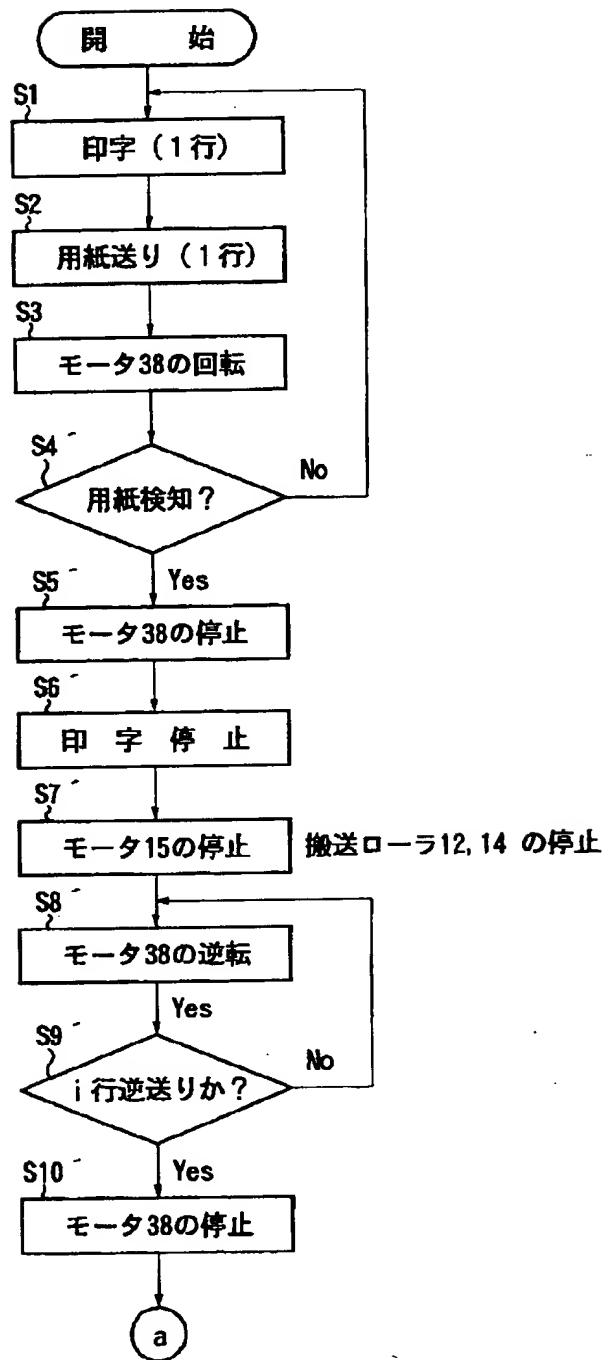 開 始
S1
印字（1行）
S2
用紙送り（1行）
S3
モータ38の回転
S4
用紙検知？
No
Yes
S5
モータ38の停止
S6
印 字 停 止
S7
モータ15の停止 搬送ローラ12,14 の停止
S8
モータ38の逆転
Yes
S9
i行逆送りか？
No
Yes
S10
モータ38の停止
a